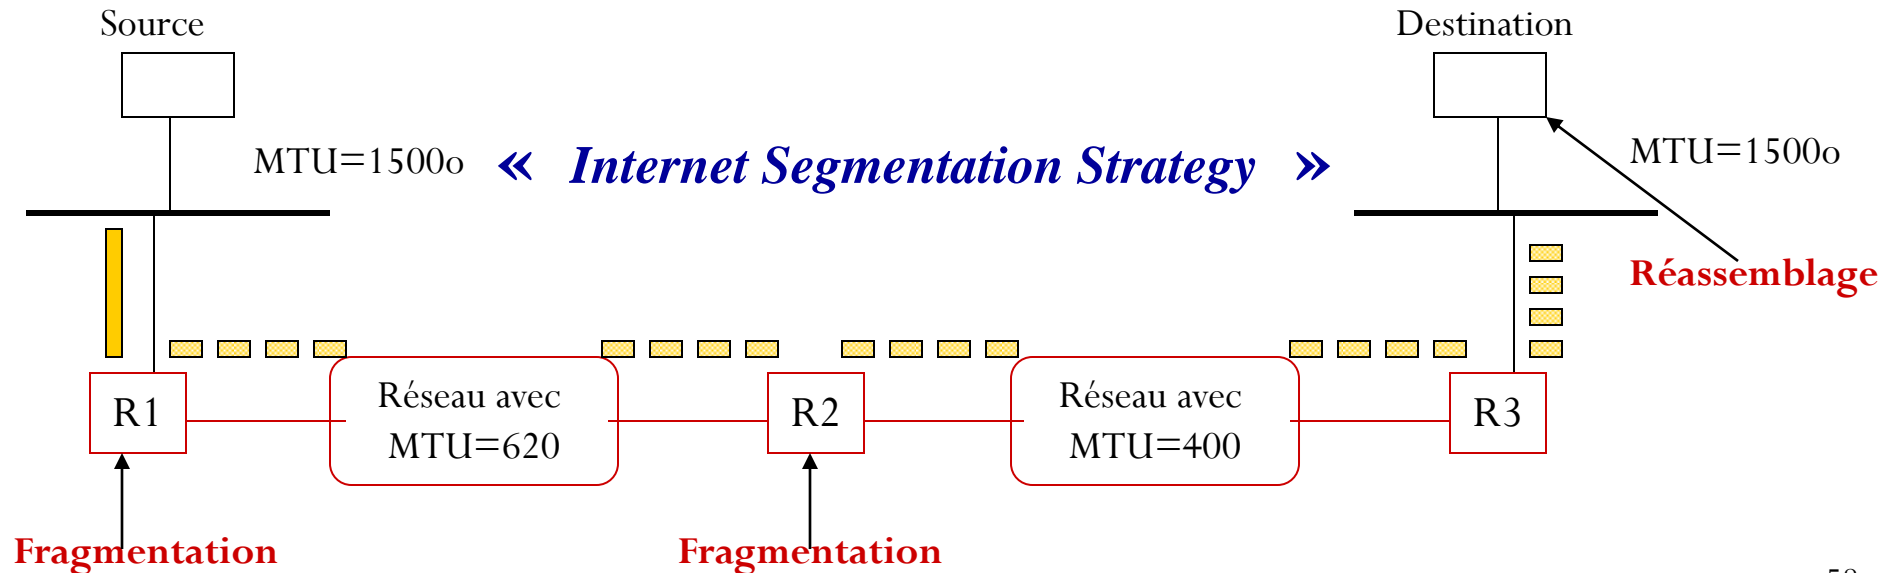 Source
Destination
MTU=1500o
« Internet Segmentation Strategy »
MTU=1500o
Réassemblage
R1
Réseau avec
MTU=620
R2
Réseau avec
MTU=400
R3
Fragmentation
Fragmentation